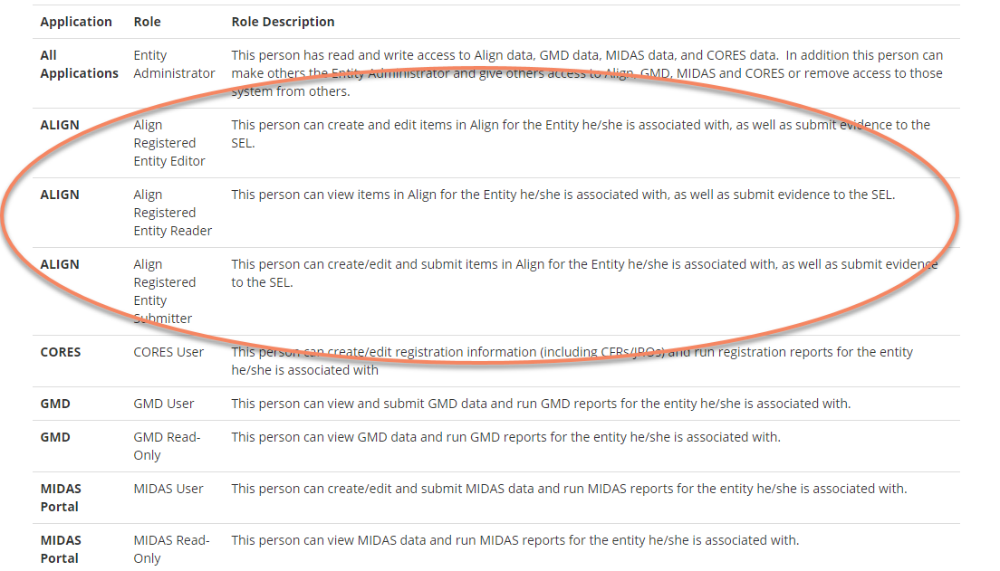 Application Role Role Description
All Applications Entity Administrator This person has read and write access to Align data, GMD data, MIDAS data, and CORES data. In addition this person can
make others the Entity Administrator and give others access to Align, GMD, MIDAS and CORES or remove access to those
system from others.
ALIGN Align Registered Entity Editor This person can create and edit items in Align for the Entity he/she is associated with, as well as submit evidence to the
SEL.
ALIGN Align Registered Entity Reader This person can view items in Align for the Entity he/she is associated with, as well as submit evidence to the SEL.
ALIGN Align Registered Entity Submitter This person can create/edit and submit items in Align for the Entity he/she is associated with, as well as submit evidence
to the SEL.
CORES CORES User This person can create/edit registration information (including CFRs/JROs) and run registration reports for the entity
he/she is associated with
GMD GMD User This person can view and submit GMD data and run GMD reports for the entity he/she is associated with.
GMD GMD Read-Only This person can view GMD data and run GMD reports for the entity he/she is associated with.
MIDAS Portal MIDAS User This person can create/edit and submit MIDAS data and run MIDAS reports for the entity he/she is associated with.
MIDAS Portal MIDAS Read-Only This person can view MIDAS data and run MIDAS reports for the entity he/she is associated with.